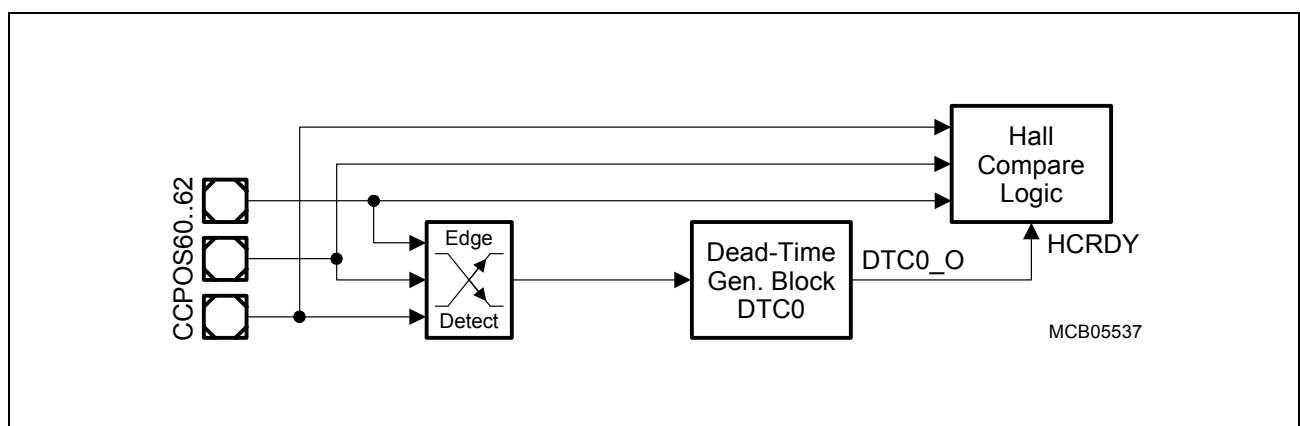 CCPOS60..62
Edge
Detect
Dead-Time
Gen. Block
DTC0
DTC0_O
Hall
Compare
Logic
HCRDY
MCB05537